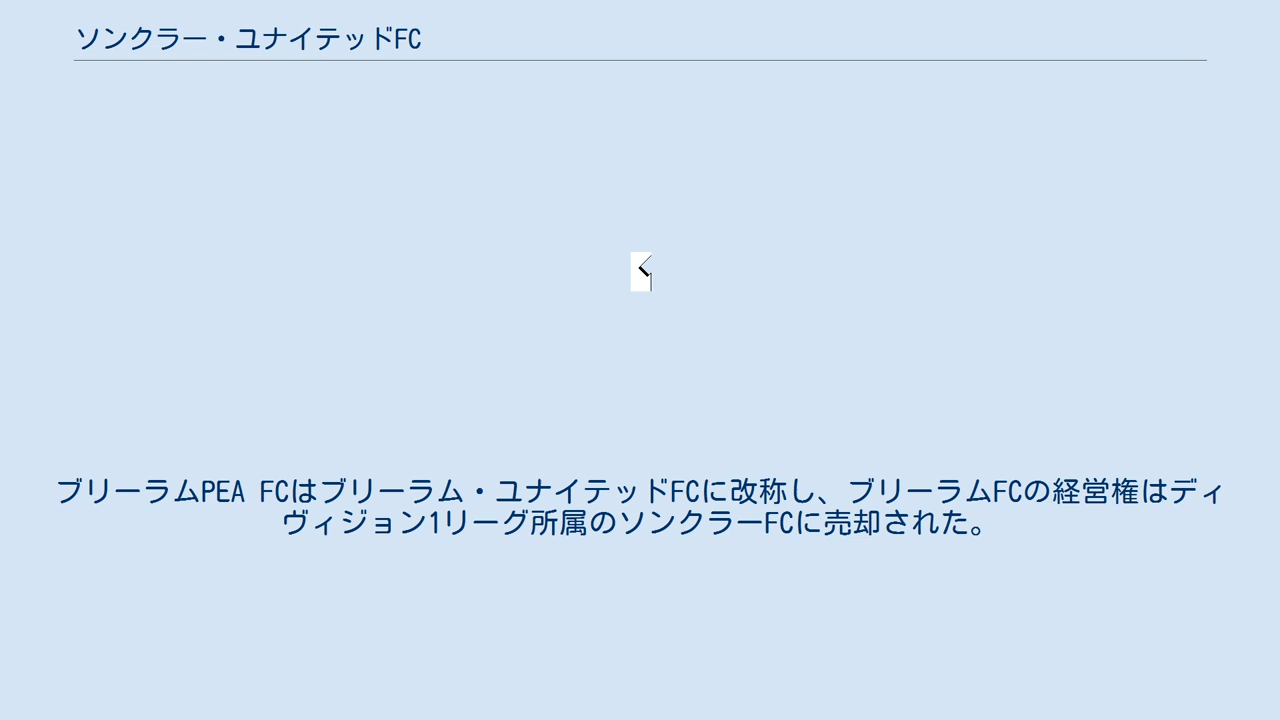 ソンクラー・ユナイテッドFC
ブリーラムPEA FCはブリーラム・ユナイテッドFCに改称し、ブリーラムFCの経営権はディ
ヴィジョン1リーグ所属のソンクラーFCに売却された。